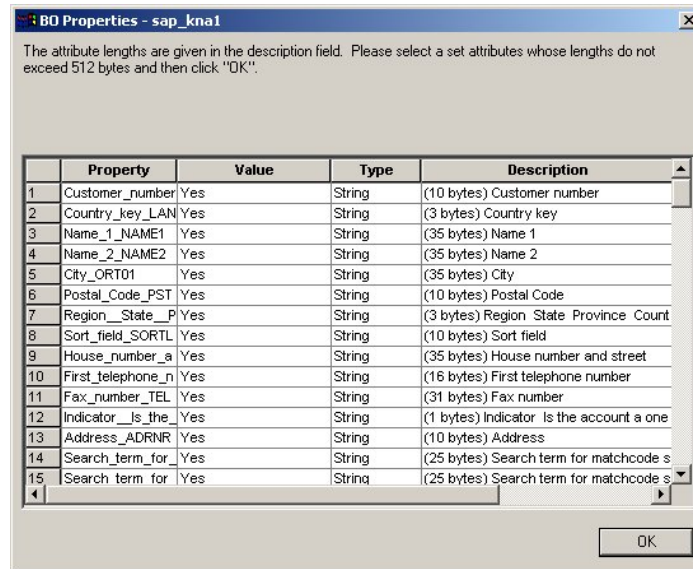 BO Properties - sap_kna1
The attribute lengths are given in the description field. Please select a set attributes whose lengths do not
exceed 512 bytes and then click "OK".
Property Value Type Description
1 Customer_number Yes String (10 bytes) Customer number
2 Country_key_LAN Yes String (3 bytes) Country key
3 Name_1_NAME1 Yes String (35 bytes) Name 1
4 Name_2_NAME2 Yes String (35 bytes) Name 2
5 City_ORT01 Yes String (35 bytes) City
6 Postal_Code_PST Yes String (10 bytes) Postal Code
7 Region__State__P Yes String (3 bytes) Region State Province Count
8 Sort_field_SORTL Yes String (10 bytes) Sort field
9 House_number_a Yes String (35 bytes) House number and street
10 First_telephone_n Yes String (16 bytes) First telephone number
11 Fax_number_TEL Yes String (31 bytes) Fax number
12 Indicator__Is_the_ Yes String (1 bytes) Indicator Is the account a one
13 Address_ADRNR Yes String (10 bytes) Address
14 Search_term_for_ Yes String (25 bytes) Search term for matchcode s
15 Search_term_for_ Yes String (25 bytes) Search term for matchcode s
OK